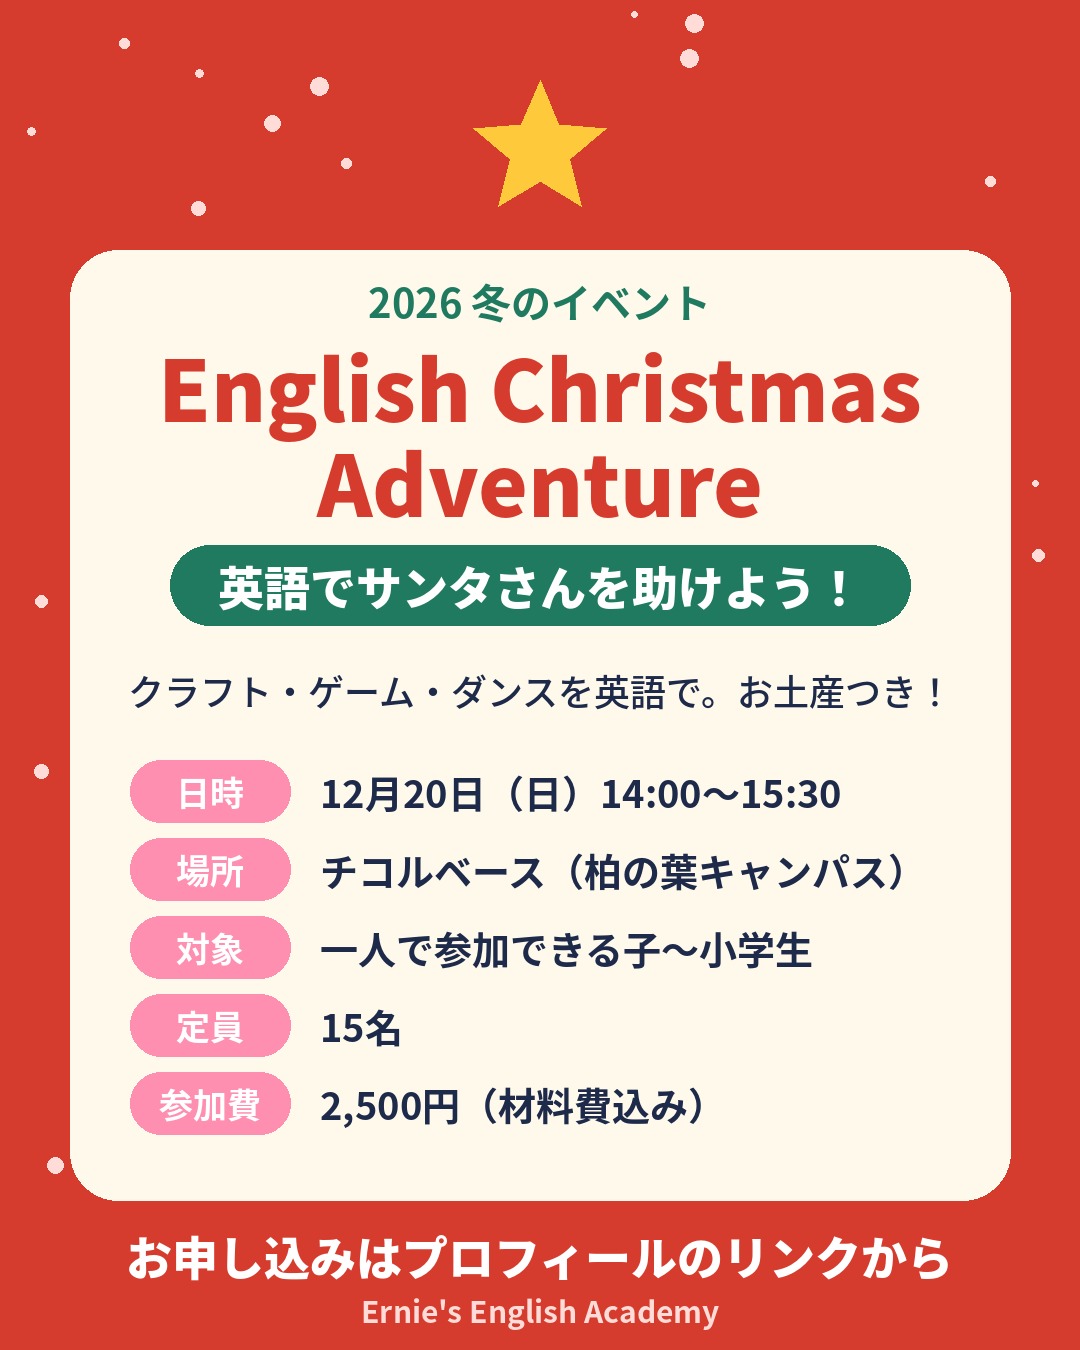 2026 冬のイベント
English Christmas
Adventure
英語でサンタさんを助けよう！
クラフト・ゲーム・ダンスを英語で。お土産つき！
日時 12月20日（日）14:00〜15:30
場所 チコルベース（柏の葉キャンパス）
対象 一人で参加できる子〜小学生
定員 15名
参加費 2,500円（材料費込み）
お申し込みはプロフィールのリンクから
Ernie's English Academy